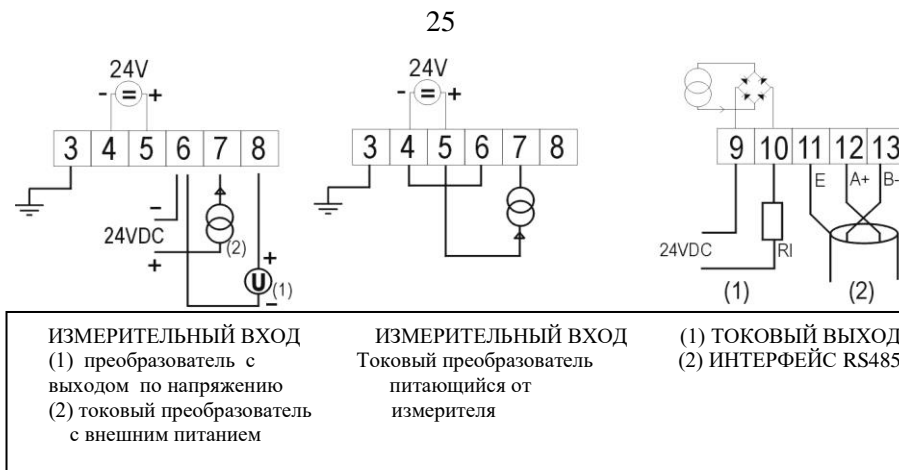 25
24V
- = +
3 4 5 6 7 8
-
24VDC
+
(2)
+
U (1)
-
24V
- = +
3 4 5 6 7 8
9 10 11 12 13
E A+ B-
24VDC
RI
(1) (2)
ИЗМЕРИТЕЛЬНЫЙ ВХОД
(1) преобразователь с
выходом по напряжению
(2) токовый преобразователь
с внешним питанием
ИЗМЕРИТЕЛЬНЫЙ ВХОД
Токовый преобразователь
питающийся от
измерителя
(1) ТОКОВЫЙ ВЫХОД
(2) ИНТЕРФЕЙС RS485